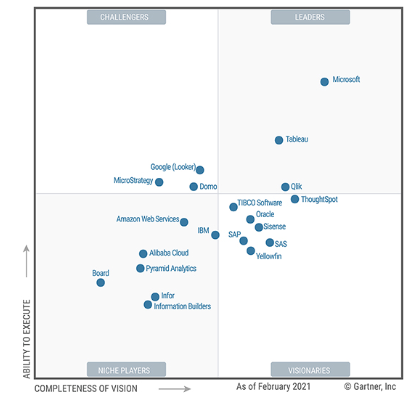 CHALLENGERS
LEADERS
Microsoft
Tableau
Google (Looker)
MicroStrategy
Domo
Qlik
ThoughtSpot
TIBCO Software
Amazon Web Services
Oracle
Sisense
IBM
SAP
SAS
Yellowfin
Alibaba Cloud
Pyramid Analytics
Board
Infor
Information Builders
NICHE PLAYERS
VISIONARIES
ABILITY TO EXECUTE
COMPLETENESS OF VISION
As of February 2021
© Gartner, Inc